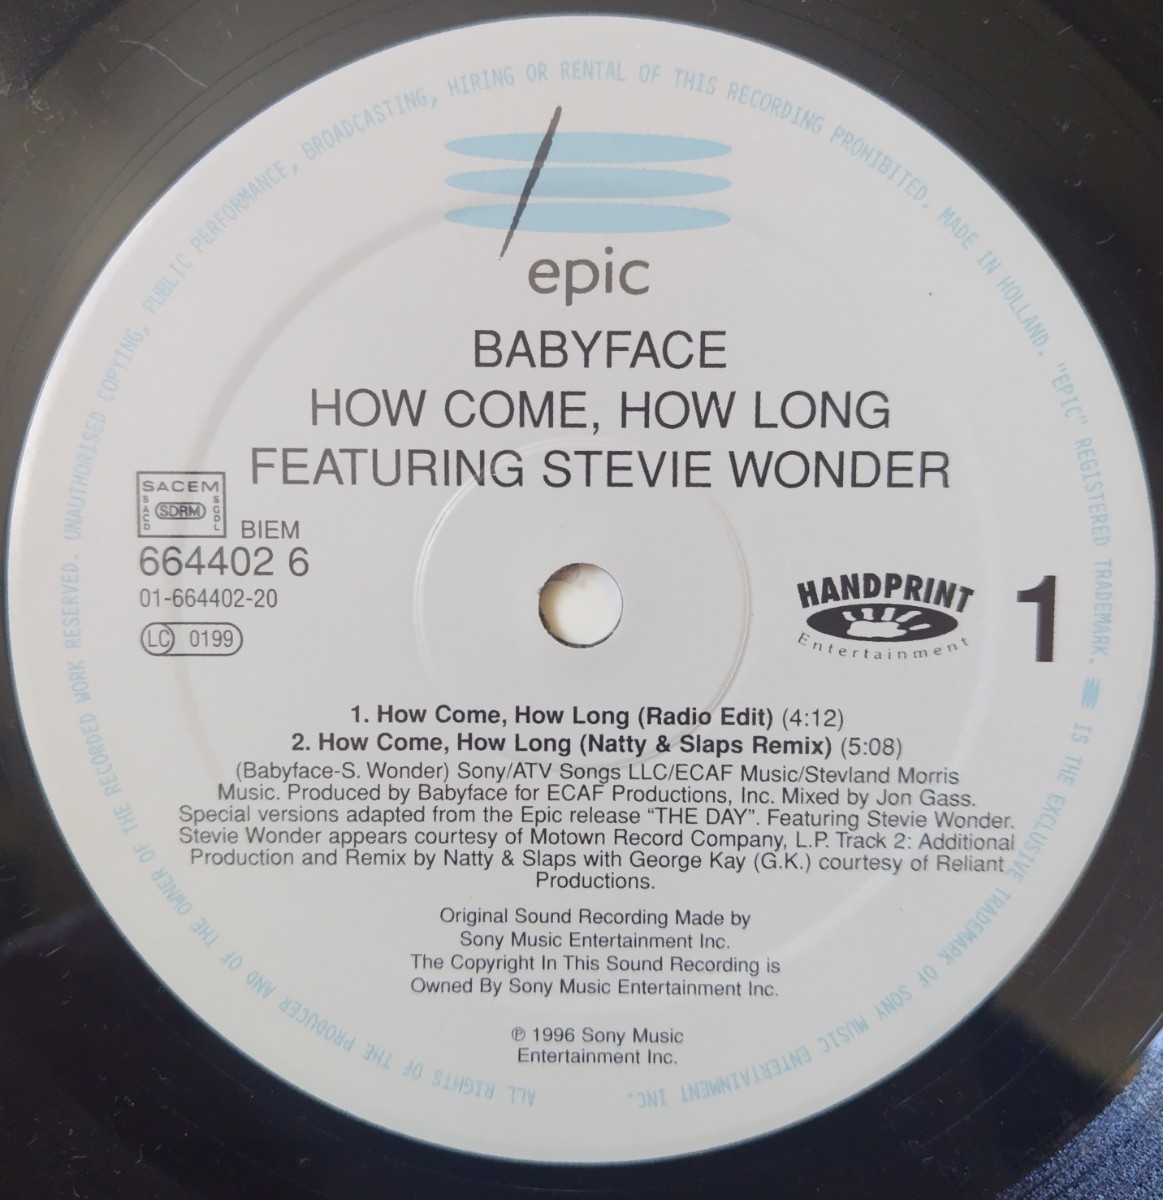 epic
BABYFACE
HOW COME, HOW LONG
FEATURING STEVIE WONDER
SACEM
SACD
SDRM
SGDL
BIEM
664402 6
01-664402-20
LC 0199
HANDPRINT
Entertainment
1
1. How Come, How Long (Radio Edit) (4:12)
2. How Come, How Long (Natty & Slaps Remix) (5:08)
(Babyface-S. Wonder) Sony/ATV Songs LLC/ECAF Music/Stevland Morris
Music. Produced by Babyface for ECAF Productions, Inc. Mixed by Jon Gass.
Special versions adapted from the Epic release “THE DAY”. Featuring Stevie Wonder.
Stevie Wonder appears courtesy of Motown Record Company, L.P. Track 2: Additional
Production and Remix by Natty & Slaps with George Kay (G.K.) courtesy of Reliant
Productions.
Original Sound Recording Made by
Sony Music Entertainment Inc.
The Copyright In This Sound Recording is
Owned By Sony Music Entertainment Inc.
℗ 1996 Sony Music
Entertainment Inc.
ALL RIGHTS OF THE PRODUCER AND OF THE OWNER OF THE RECORDED WORK RESERVED. UNAUTHORISED COPYING, PUBLIC PERFORMANCE, BROADCASTING, HIRING OR RENTAL OF THIS RECORDING PROHIBITED. MADE IN HOLLAND. "EPIC" REGISTERED TRADEMARK. IS THE EXCLUSIVE TRADEMARK OF SONY MUSIC ENTERTAINMENT INC.